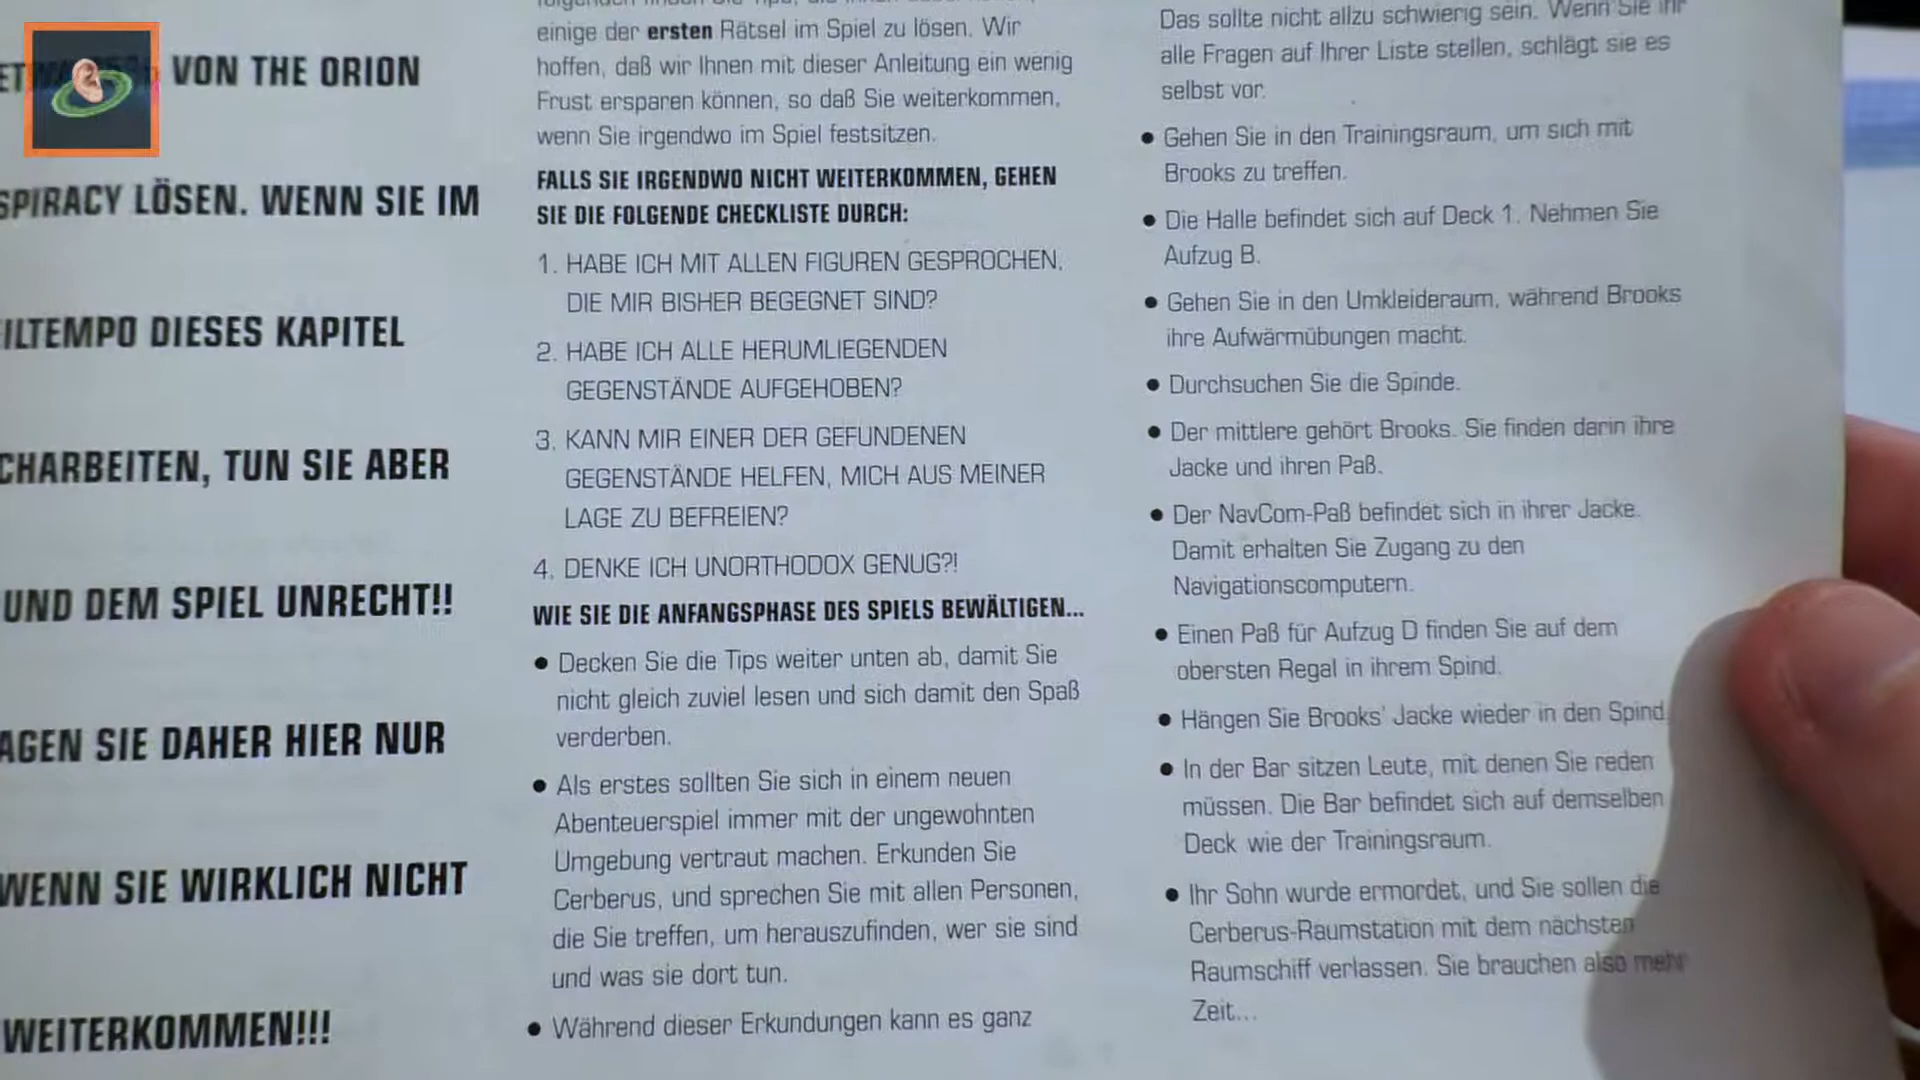 VON THE ORION
SPIRACY LÖSEN. WENN SIE IM
ILTEMPO DIESES KAPITEL
CHARBEITEN, TUN SIE ABER
UND DEM SPIEL UNRECHT!!
AGEN SIE DAHER HIER NUR
WENN SIE WIRKLICH NICHT
WEITERKOMMEN!!!
einige der ersten Rätsel im Spiel zu lösen. Wir
hoffen, daß wir Ihnen mit dieser Anleitung ein wenig
Frust ersparen können, so daß Sie weiterkommen,
wenn Sie irgendwo im Spiel festsitzen.
FALLS SIE IRGENDWO NICHT WEITERKOMMEN, GEHEN
SIE DIE FOLGENDE CHECKLISTE DURCH:
1. HABE ICH MIT ALLEN FIGUREN GESPROCHEN,
DIE MIR BISHER BEGEGNET SIND?
2. HABE ICH ALLE HERUMLIEGENDEN
GEGENSTÄNDE AUFGEHOBEN?
3. KANN MIR EINER DER GEFUNDENEN
GEGENSTÄNDE HELFEN, MICH AUS MEINER
LAGE ZU BEFREIEN?
4. DENKE ICH UNORTHODOX GENUG?!
WIE SIE DIE ANFANGSPHASE DES SPIELS BEWÄLTIGEN...
● Decken Sie die Tips weiter unten ab, damit Sie
nicht gleich zuviel lesen und sich damit den Spaß
verderben.
● Als erstes sollten Sie sich in einem neuen
Abenteuerspiel immer mit der ungewohnten
Umgebung vertraut machen. Erkunden Sie
Cerberus, und sprechen Sie mit allen Personen,
die Sie treffen, um herauszufinden, wer sie sind
und was sie dort tun.
● Während dieser Erkundungen kann es ganz
Das sollte nicht allzu schwierig sein. Wenn Sie ihr
alle Fragen auf Ihrer Liste stellen, schlägt sie es
selbst vor.
● Gehen Sie in den Trainingsraum, um sich mit
Brooks zu treffen.
● Die Halle befindet sich auf Deck 1. Nehmen Sie
Aufzug B.
● Gehen Sie in den Umkleideraum, während Brooks
ihre Aufwärmübungen macht.
● Durchsuchen Sie die Spinde.
● Der mittlere gehört Brooks. Sie finden darin ihre
Jacke und ihren Paß.
● Der NavCom-Paß befindet sich in ihrer Jacke.
Damit erhalten Sie Zugang zu den
Navigationscomputern.
● Einen Paß für Aufzug D finden Sie auf dem
obersten Regal in ihrem Spind.
● Hängen Sie Brooks' Jacke wieder in den Spind
● In der Bar sitzen Leute, mit denen Sie reden
müssen. Die Bar befindet sich auf demselben
Deck wie der Trainingsraum.
● Ihr Sohn wurde ermordet, und Sie sollen die
Cerberus-Raumstation mit dem nächsten
Raumschiff verlassen. Sie brauchen also mehr
Zeit...